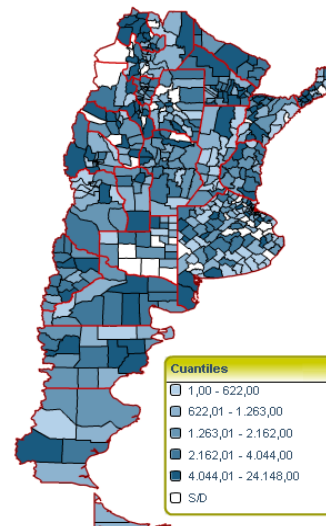 Cuantiles
1,00 - 622,00
622,01 - 1.263,00
1.263,01 - 2.162,00
2.162,01 - 4.044,00
4.044,01 - 24.148,00
S/D